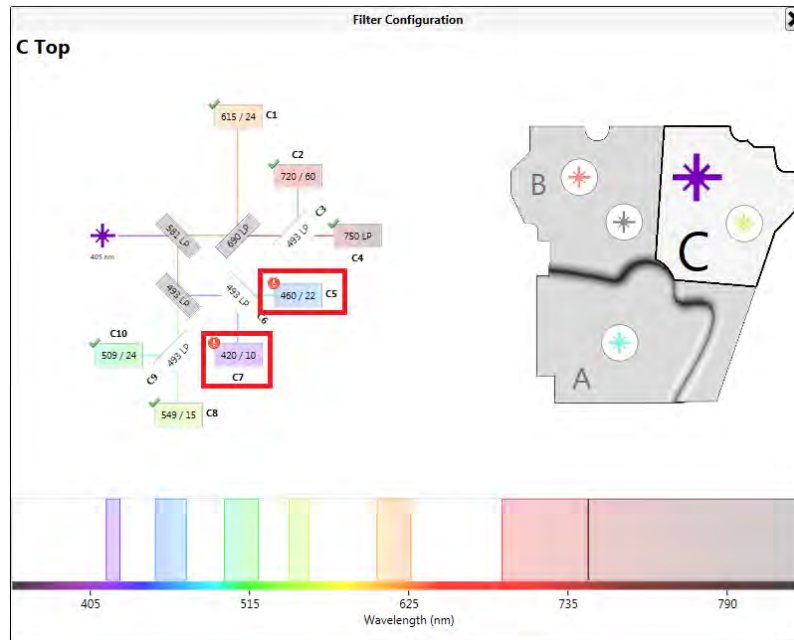 Filter Configuration
C Top
615 / 24
C1
C2
720 / 60
C3
581 LP
690 LP
493 LP
750 LP
C4
405 nm
493 LP
493 LP
460 / 22
C5
C6
C10
509 / 24
493 LP
420 / 10
C9
C7
549 / 15
C8
B
C
A
405
515
625
735
790
Wavelength (nm)